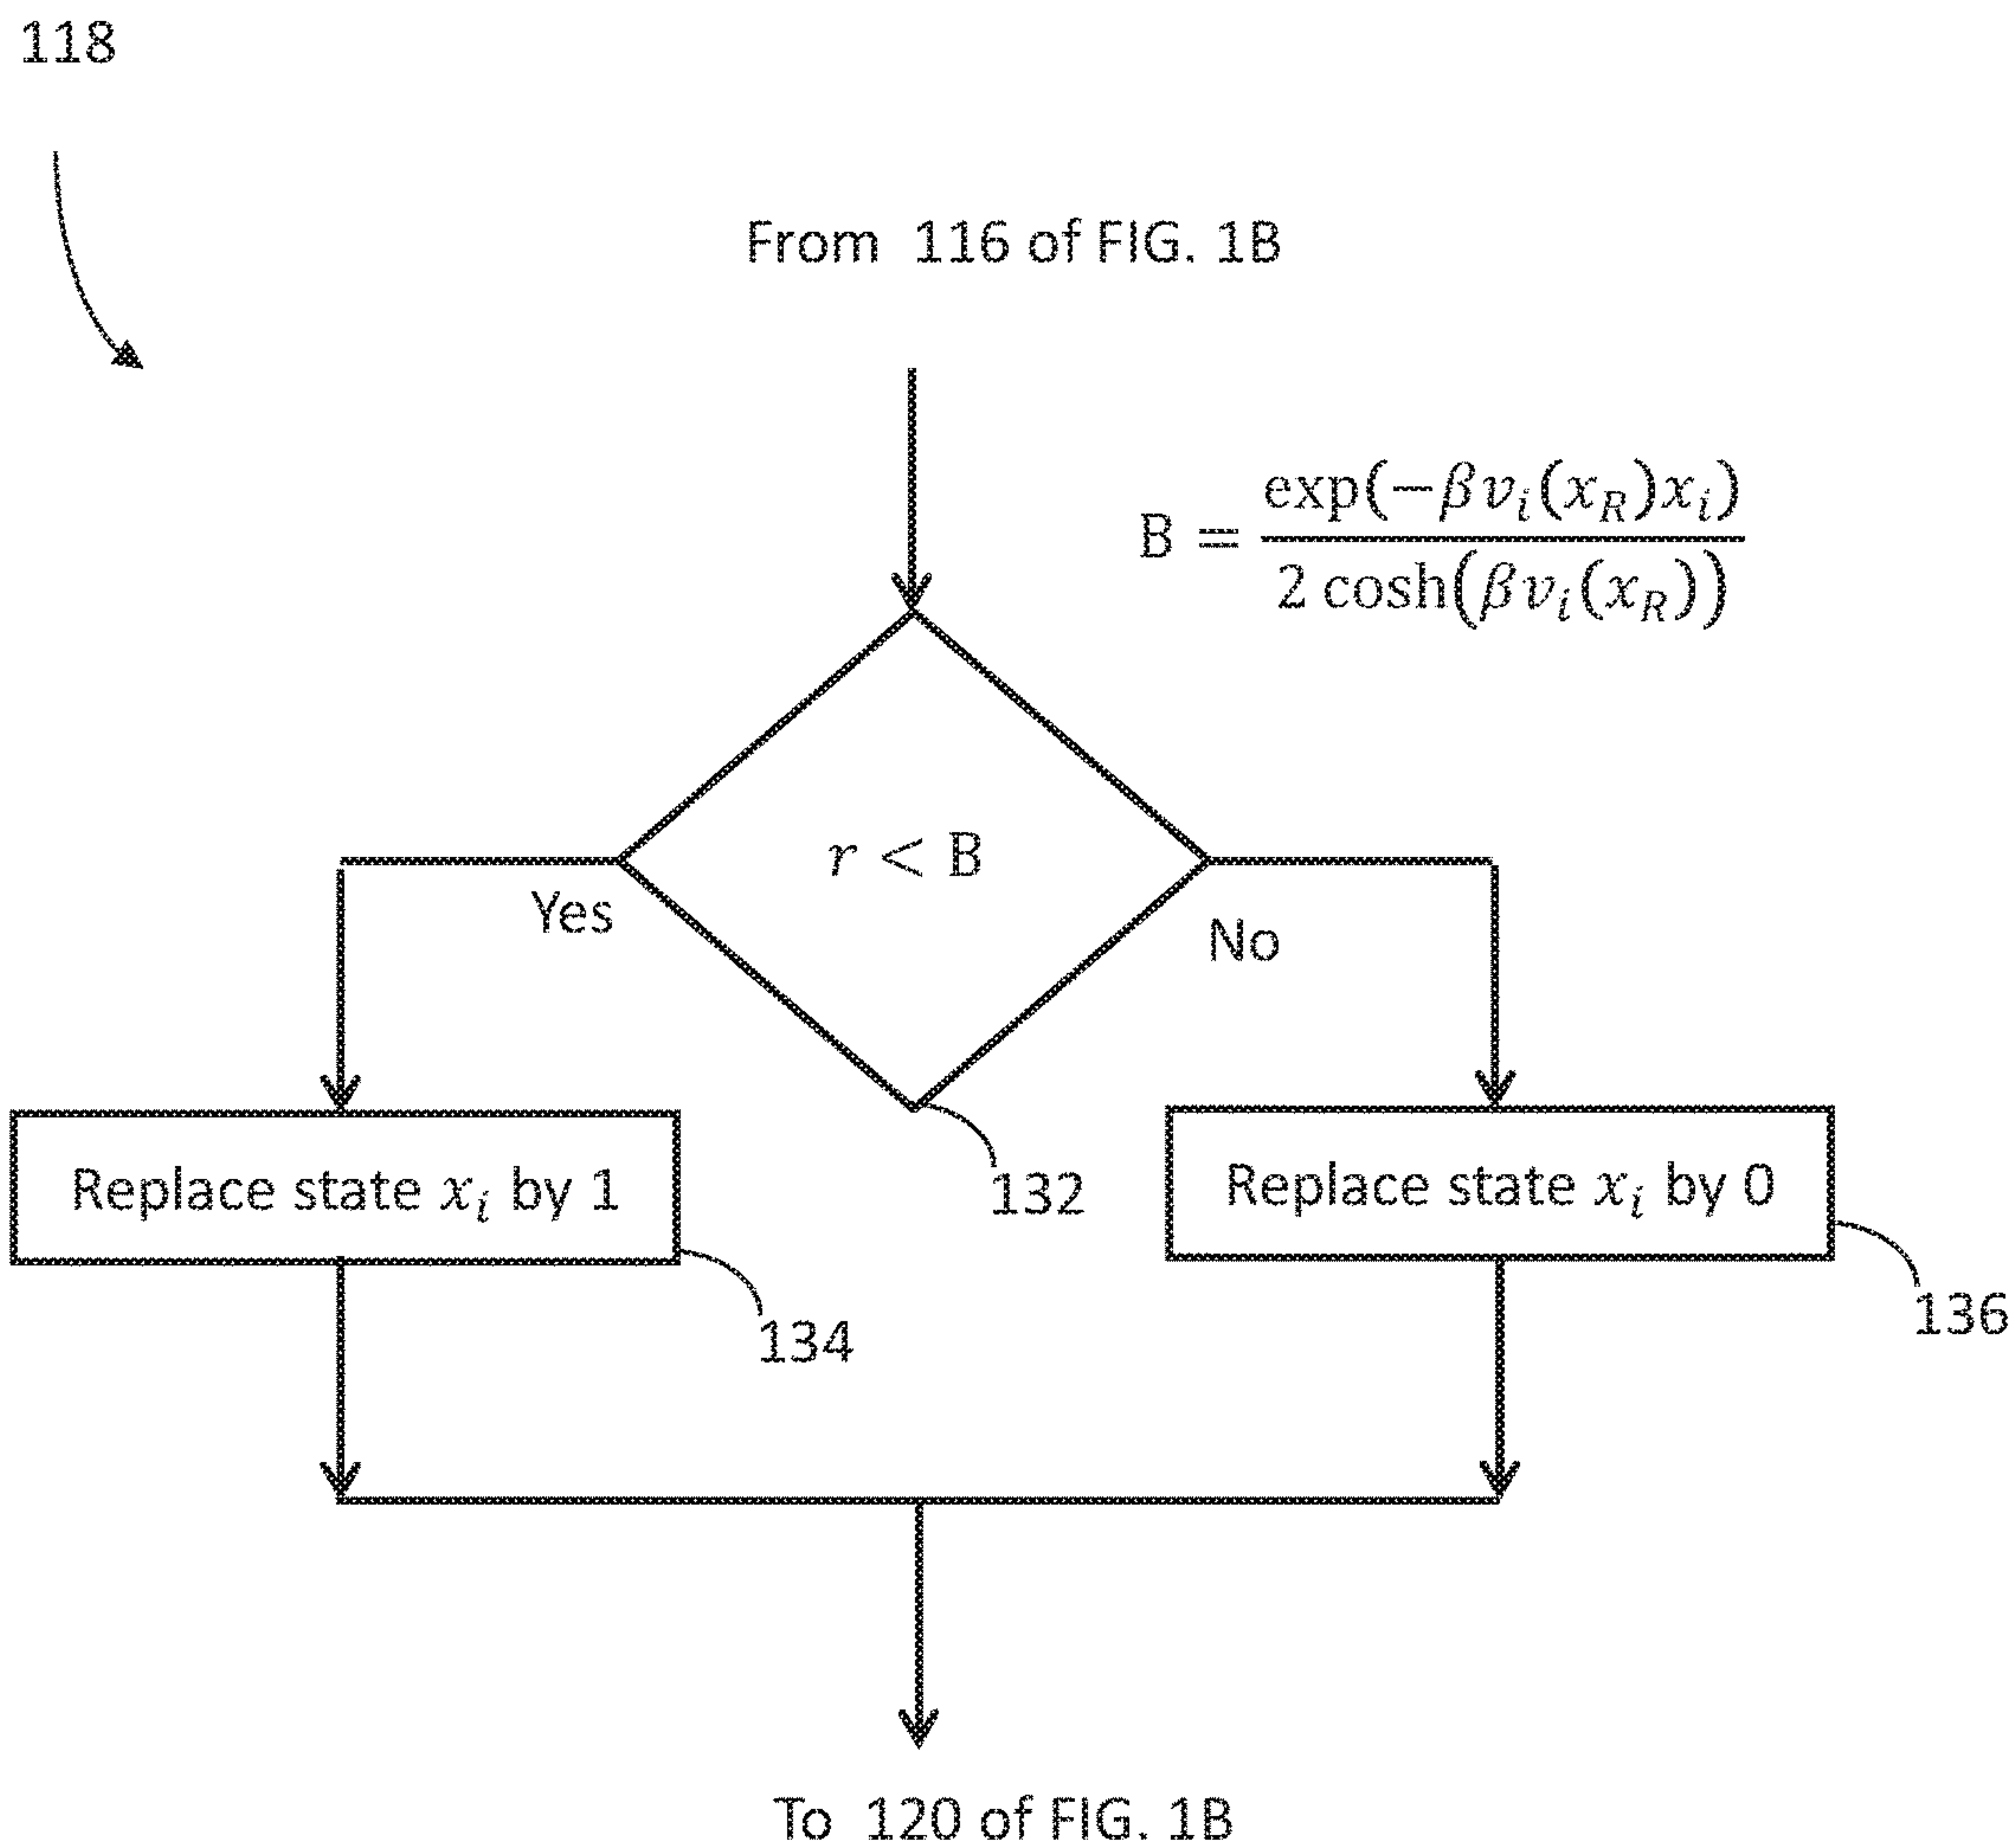 118
From 116 of FIG. 1B
B = exp(−βv_i(x_R)x_i) / 2 cosh(βv_i(x_R))
r < B
Yes
No
Replace state x_i by 1
132
Replace state x_i by 0
134
136
To 120 of FIG. 1B